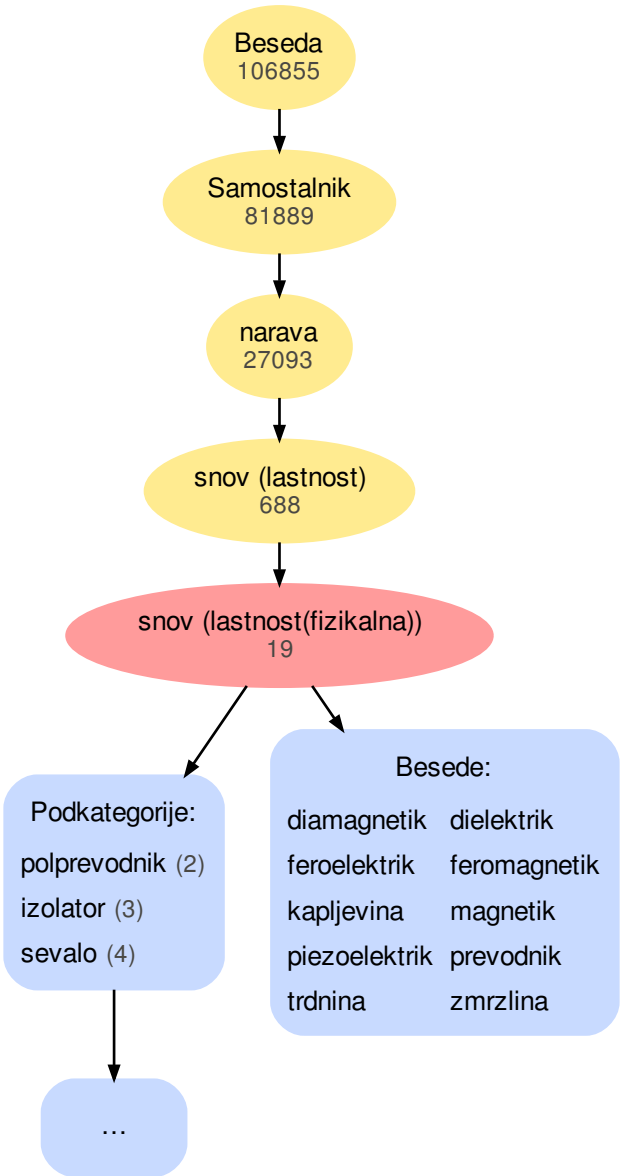 Beseda
106855
Samostalnik
81889
narava
27093
snov (lastnost)
688
snov (lastnost(fizikalna))
19
Podkategorije:
polprevodnik (2)
izolator (3)
sevalo (4)
...
Besede:
diamagnetik dielektrik
feroelektrik feromagnetik
kapljevina magnetik
piezoelektrik prevodnik
trdnina zmrzlina